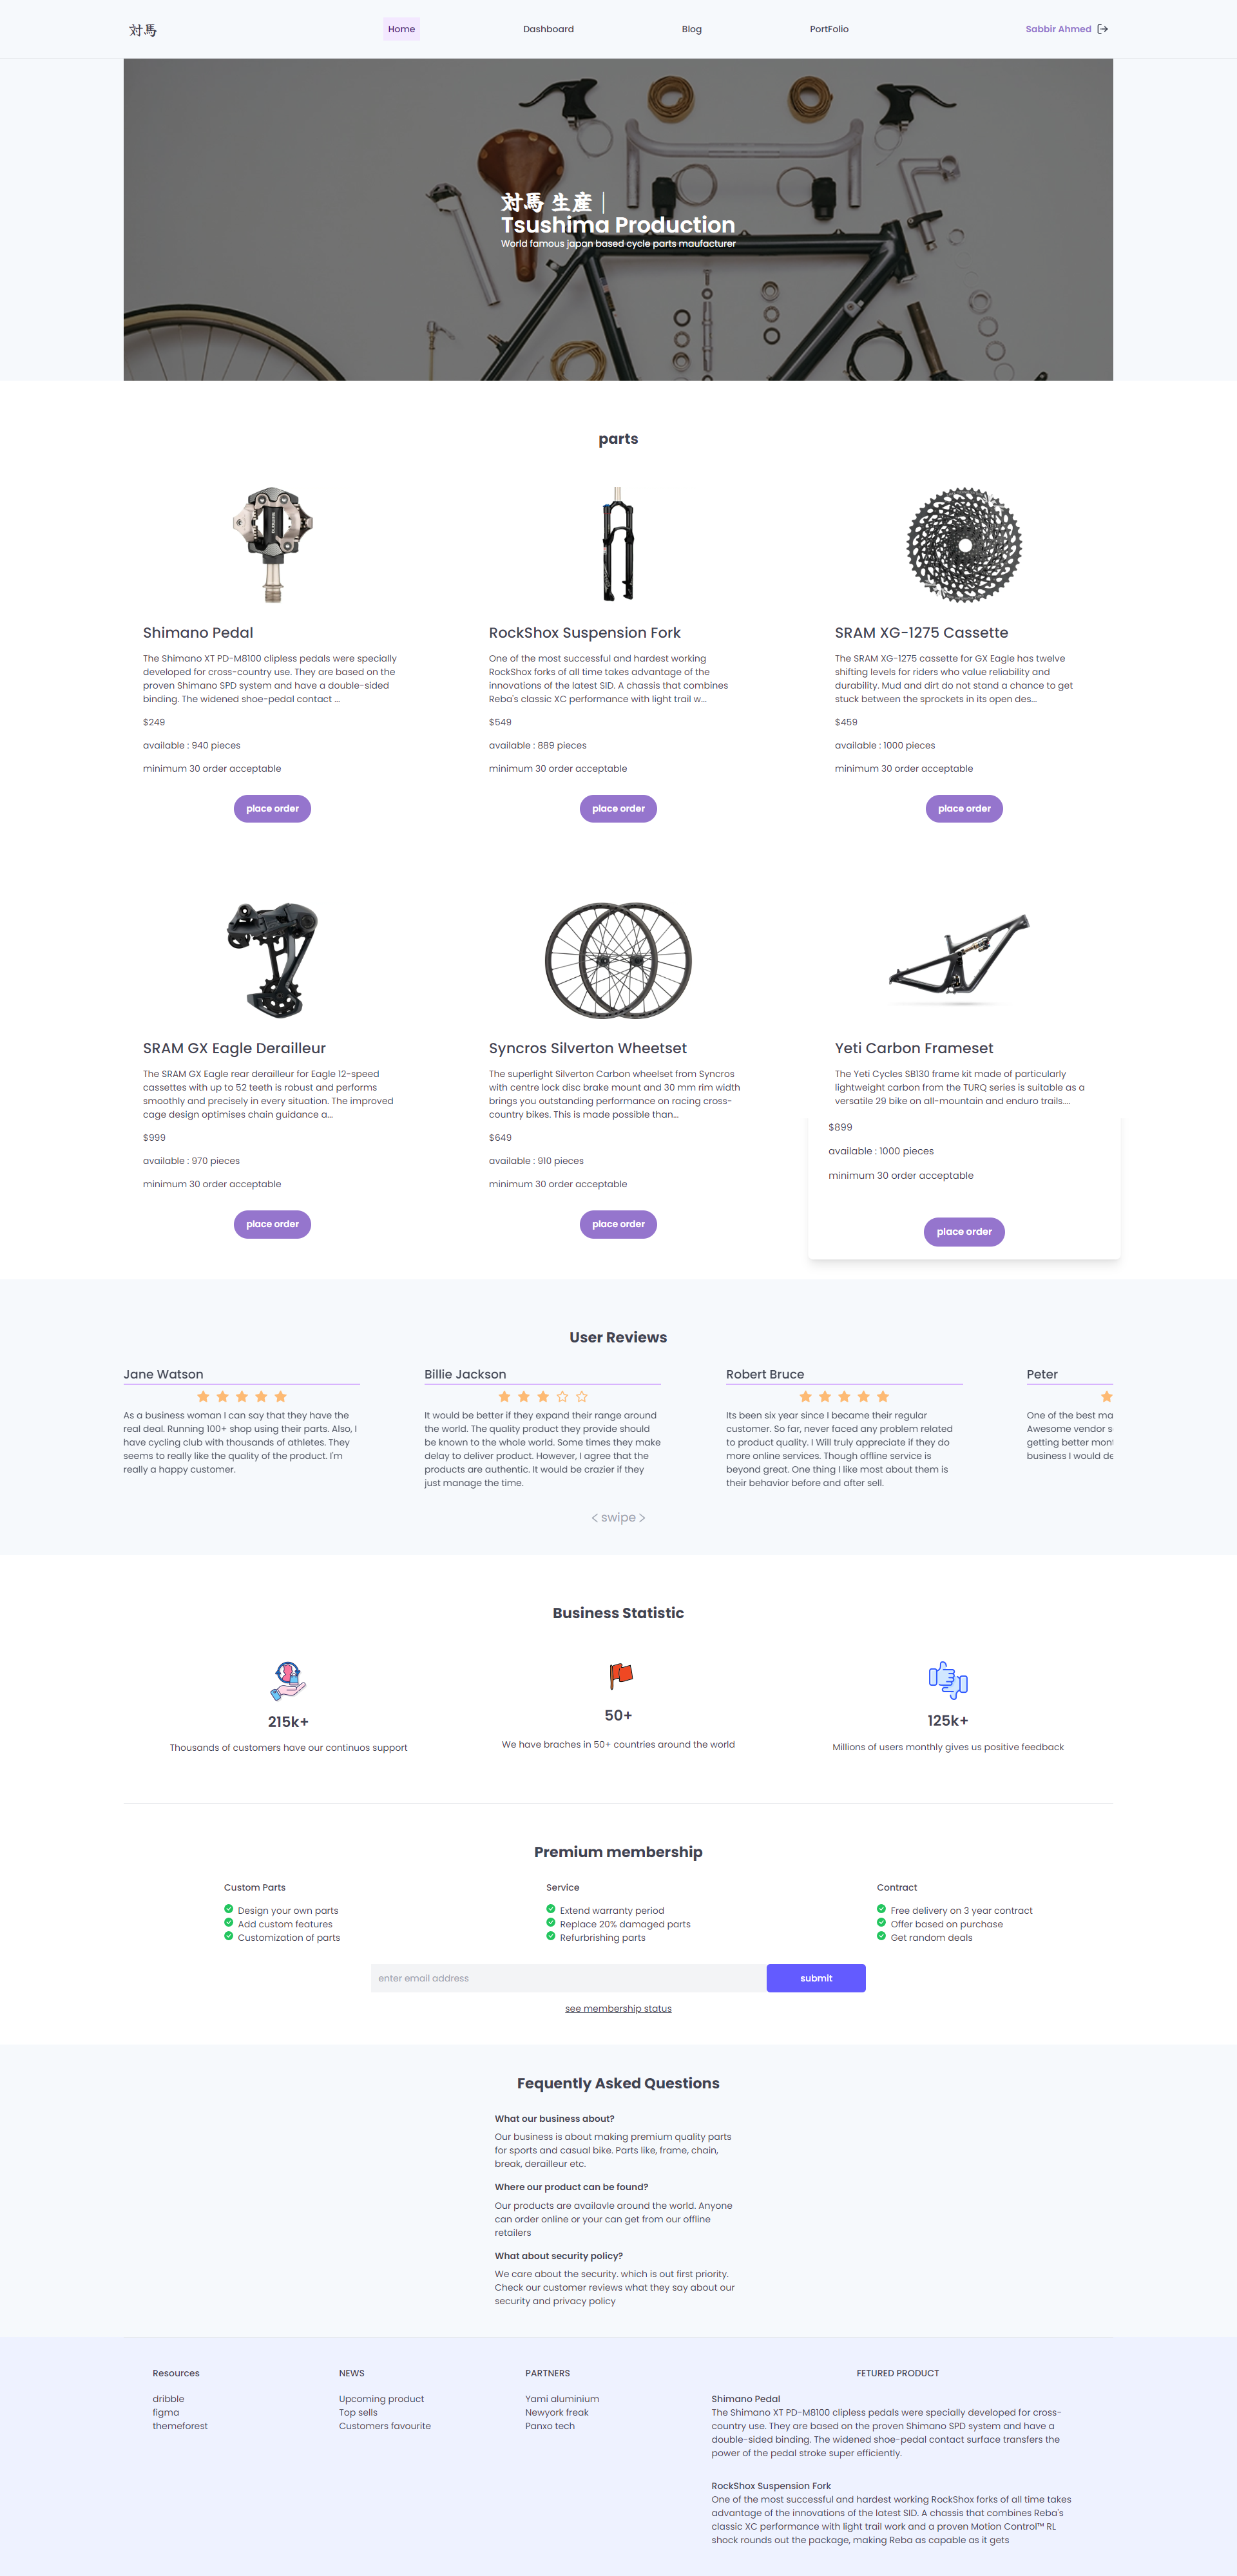 対馬
Home
Dashboard
Blog
PortFolio
Sabbir Ahmed
対馬 生産 |
Tsushima Production
World famous japan based cycle parts maufacturer
parts
Shimano Pedal
The Shimano XT PD-M8100 clipless pedals were specially
developed for cross-country use. They are based on the
proven Shimano SPD system and have a double-sided
binding. The widened shoe-pedal contact ...
$249
available : 940 pieces
minimum 30 order acceptable
place order
RockShox Suspension Fork
One of the most successful and hardest working
RockShox forks of all time takes advantage of the
innovations of the latest SID. A chassis that combines
Reba's classic XC performance with light trail w...
$549
available : 889 pieces
minimum 30 order acceptable
place order
SRAM XG-1275 Cassette
The SRAM XG-1275 cassette for GX Eagle has twelve
shifting levels for riders who value reliability and
durability. Mud and dirt do not stand a chance to get
stuck between the sprockets in its open des...
$459
available : 1000 pieces
minimum 30 order acceptable
place order
SRAM GX Eagle Derailleur
The SRAM GX Eagle rear derailleur for Eagle 12-speed
cassettes with up to 52 teeth is robust and performs
smoothly and precisely in every situation. The improved
cage design optimises chain guidance a...
$999
available : 970 pieces
minimum 30 order acceptable
place order
Syncros Silverton Wheetset
The superlight Silverton Carbon wheelset from Syncros
with centre lock disc brake mount and 30 mm rim width
brings you outstanding performance on racing cross-
country bikes. This is made possible than...
$649
available : 910 pieces
minimum 30 order acceptable
place order
Yeti Carbon Frameset
The Yeti Cycles SB130 frame kit made of particularly
lightweight carbon from the TURQ series is suitable as a
versatile 29 bike on all-mountain and enduro trails....
$899
available : 1000 pieces
minimum 30 order acceptable
place order
User Reviews
Jane Watson
As a business woman I can say that they have the
real deal. Running 100+ shop using their parts. Also, I
have cycling club with thousands of athletes. They
seems to really like the quality of the product. I'm
really a happy customer.
Billie Jackson
It would be better if they expand their range around
the world. The quality product they provide should
be known to the whole world. Some times they make
delay to deliver product. However, I agree that the
products are authentic. It would be crazier if they
just manage the time.
Robert Bruce
Its been six year since I became their regular
customer. So far, never faced any problem related
to product quality. I Will truly appreciate if they do
more online services. Though offline service is
beyond great. One thing I like most about them is
their behavior before and after sell.
Peter
One of the best ma
Awesome vendor s
getting better mont
business I would de
< swipe >
Business Statistic
215k+
Thousands of customers have our continuos support
50+
We have braches in 50+ countries around the world
125k+
Millions of users monthly gives us positive feedback
Premium membership
Custom Parts
Design your own parts
Add custom features
Customization of parts
Service
Extend warranty period
Replace 20% damaged parts
Refurbrishing parts
Contract
Free delivery on 3 year contract
Offer based on purchase
Get random deals
enter email address
submit
see membership status
Fequently Asked Questions
What our business about?
Our business is about making premium quality parts
for sports and casual bike. Parts like, frame, chain,
break, derailleur etc.
Where our product can be found?
Our products are availavle around the world. Anyone
can order online or your can get from our offline
retailers
What about security policy?
We care about the security. which is out first priority.
Check our customer reviews what they say about our
security and privacy policy
Resources
dribble
figma
themeforest
NEWS
Upcoming product
Top sells
Customers favourite
PARTNERS
Yami aluminium
Newyork freak
Panxo tech
FETURED PRODUCT
Shimano Pedal
The Shimano XT PD-M8100 clipless pedals were specially developed for cross-
country use. They are based on the proven Shimano SPD system and have a
double-sided binding. The widened shoe-pedal contact surface transfers the
power of the pedal stroke super efficiently.
RockShox Suspension Fork
One of the most successful and hardest working RockShox forks of all time takes
advantage of the innovations of the latest SID. A chassis that combines Reba's
classic XC performance with light trail work and a proven Motion Control™ RL
shock rounds out the package, making Reba as capable as it gets